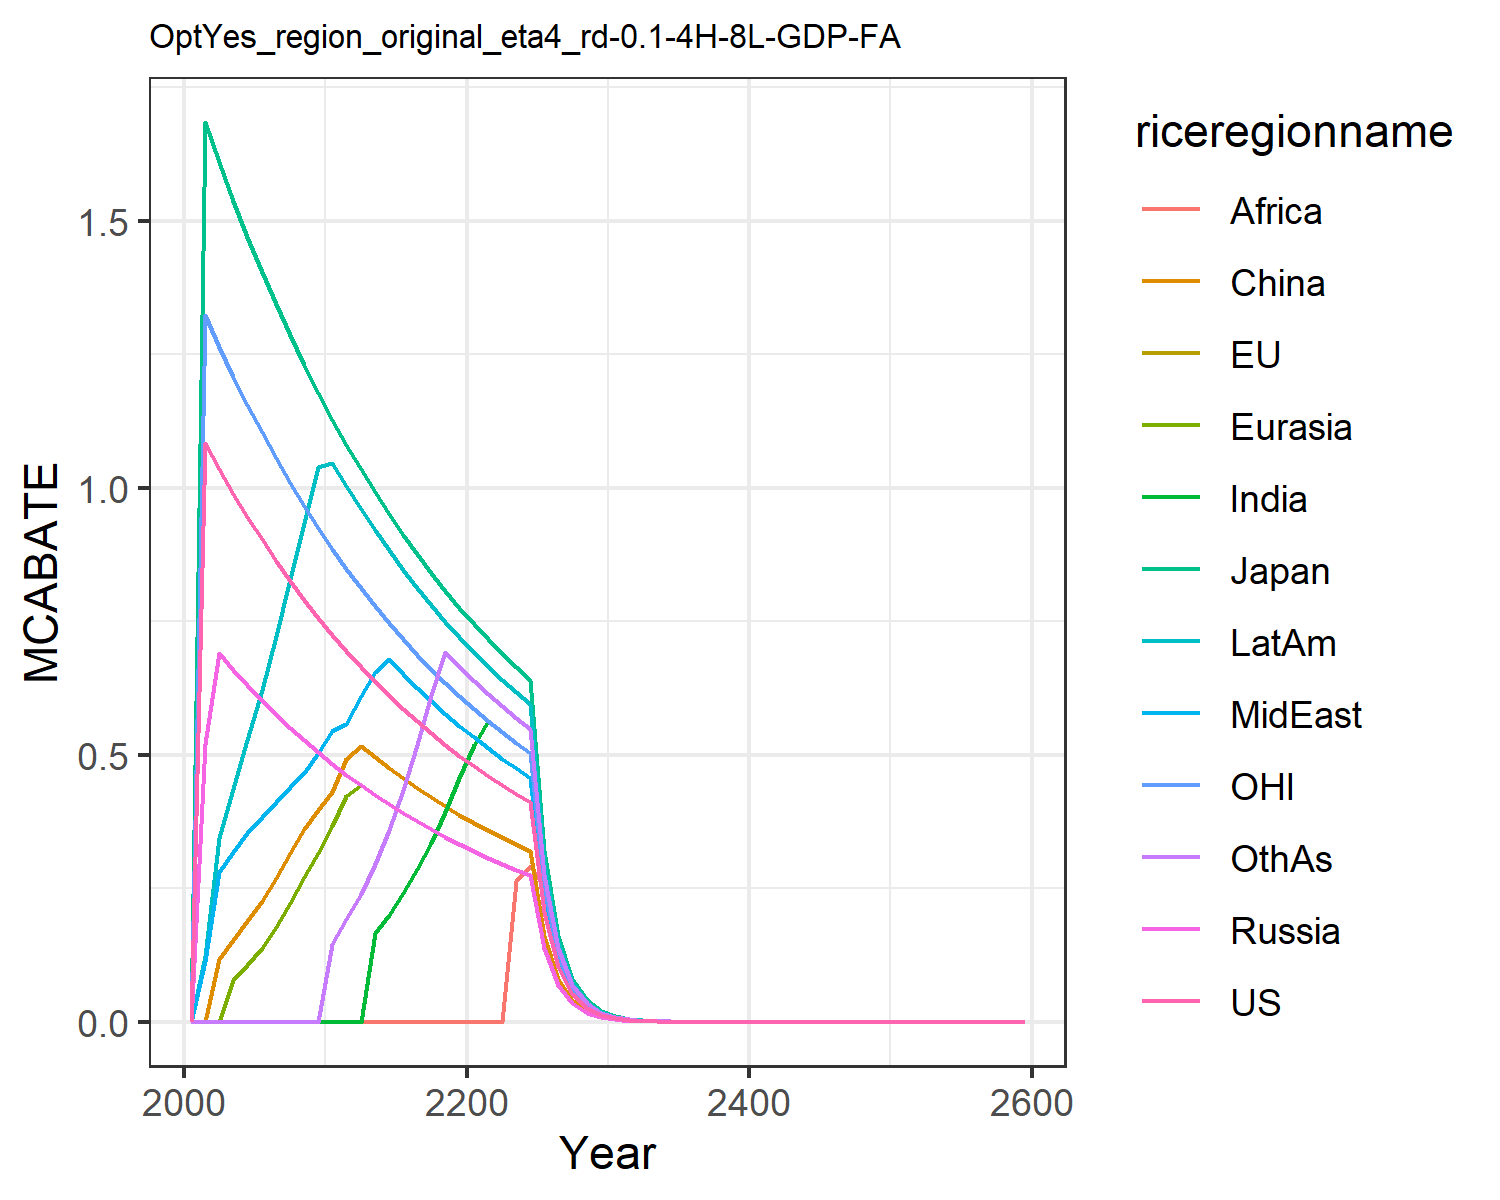 OptYes_region_original_eta4_rd-0.1-4H-8L-GDP-FA
MCABATE
1.5
1.0
0.5
0.0
2000
2200
2400
2600
Year
riceregionname
Africa
China
EU
Eurasia
India
Japan
LatAm
MidEast
OHI
OthAs
Russia
US